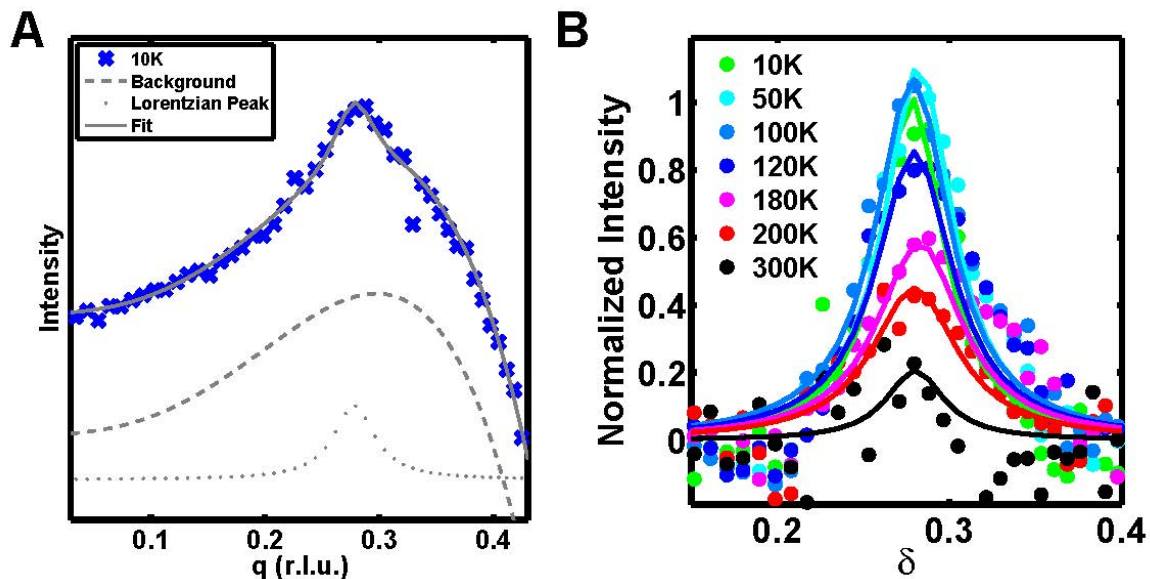 A
10K
Background
Lorentzian Peak
Fit
Intensity
0.1 0.2 0.3 0.4
q (r.l.u.)
B
10K
50K
100K
120K
180K
200K
300K
Normalized Intensity
1
0.8
0.6
0.4
0.2
0
0.2 0.3 0.4
δ